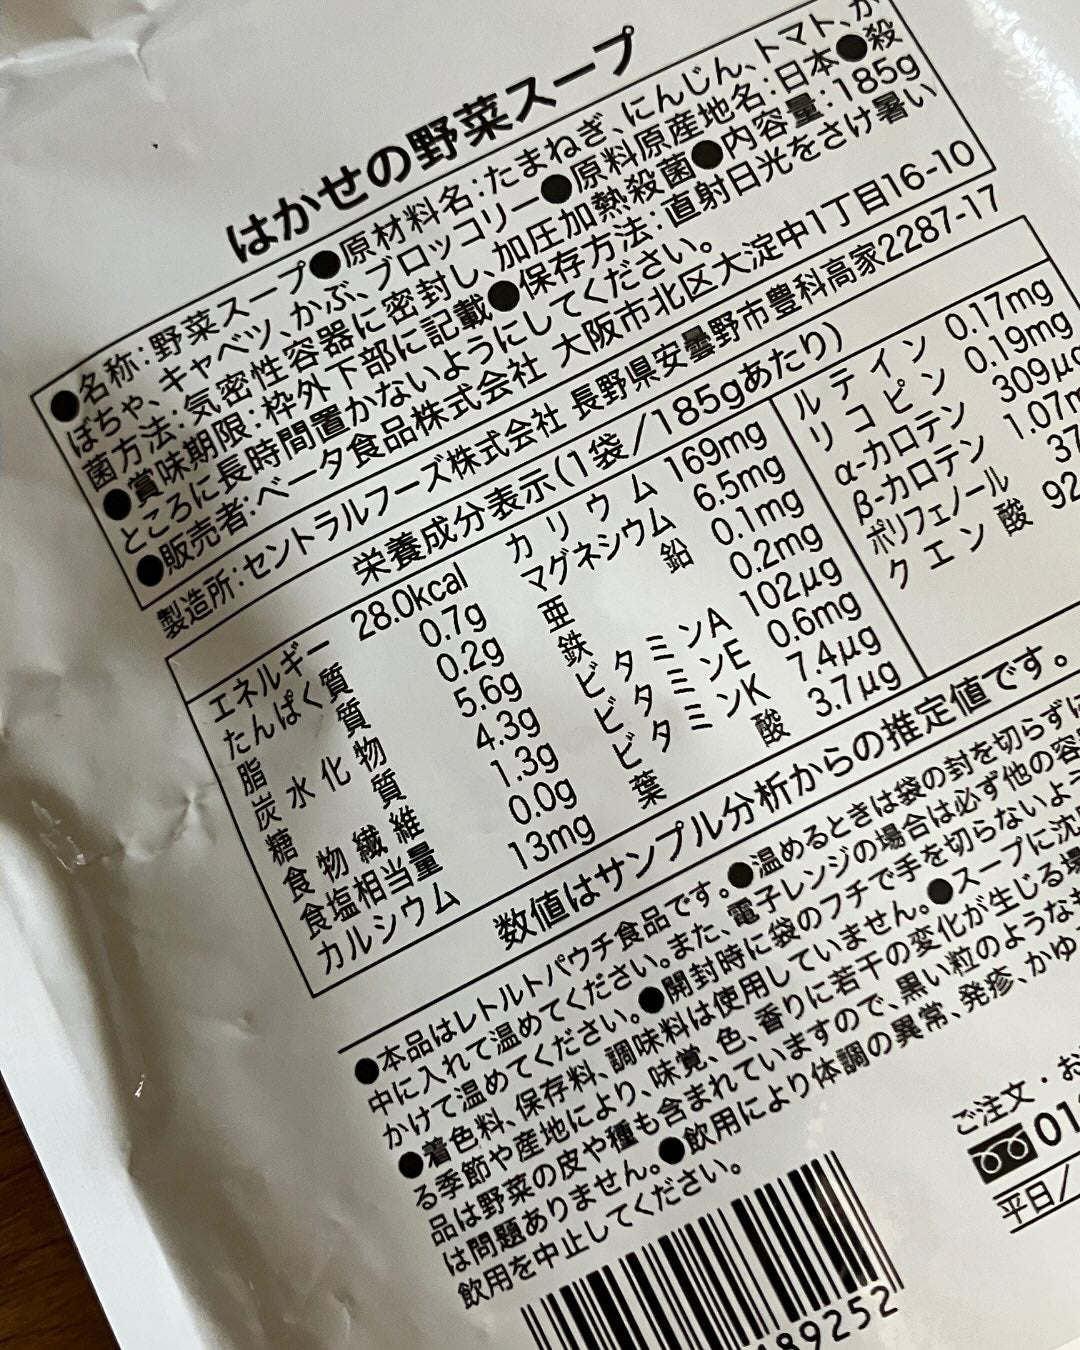 はかせの野菜スープ
●名称:野菜スープ●原材料名:たまねぎ、にんじん、トマト、か
ぼちゃ、キャベツ、かぶ、ブロッコリー●原料原産地名:日本●殺
菌方法:気密性容器に密封し、加圧加熱殺菌●内容量:185g
●賞味期限:枠外下部に記載●保存方法:直射日光をさけ暑い
ところに長時間置かないようにしてください。
●販売者:ベータ食品株式会社 大阪市北区大淀中1丁目16-10
製造所:セントラルフーズ株式会社 長野県安曇野市豊科高家2287-17
栄養成分表示(1袋/185gあたり)
エネルギー 28.0kcal
たんぱく質 0.7g
脂質 0.2g
炭水化物 5.6g
糖質 4.3g
食物繊維 1.3g
食塩相当量 0.0g
カルシウム 13mg
カリウム 169mg
マグネシウム 6.5mg
亜鉛 0.1mg
鉄 0.2mg
ビタミンA 102μg
ビタミンE 0.6mg
ビタミンK 7.4μg
葉酸 3.7μg
ルテイン 0.17mg
リコピン 0.19mg
α-カロテン 309μg
β-カロテン 1.07m
ポリフェノール 37
クエン酸 92
数値はサンプル分析からの推定値です。
●本品はレトルトパウチ食品です。●温めるときは袋の封を切らずに
中に入れて温めてください。また、電子レンジの場合は必ず他の容
かけて温めてください。●開封時に袋のフチで手を切らないよう
●着色料、保存料、調味料は使用していません。●スープに沈
る季節や産地により、味覚、色、香りに若干の変化が生じる場
品は野菜の皮や種も含まれていますので、黒い粒のような
は問題ありません。●飲用により体調の異常、発疹、かゆ
飲用を中止してください。
ご注文・お
01
平日/
89252